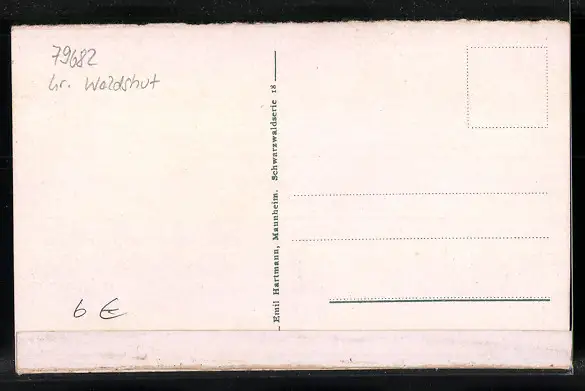 79682
kr. Waldshut
Emil Hartmann, Mannheim. Schwarzwaldserie 18
6 €